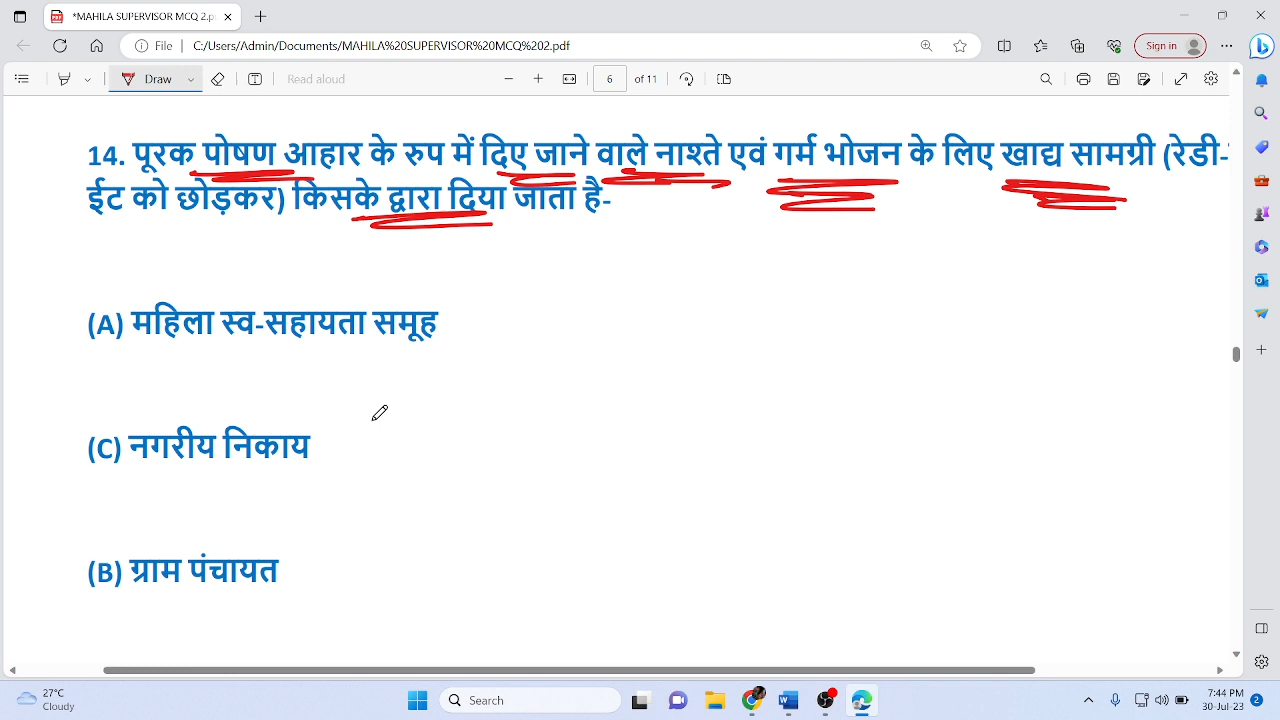 *MAHILA SUPERVISOR MCQ 2.p
File
C:/Users/Admin/Documents/MAHILA%20SUPERVISOR%20MCQ%202.pdf
Sign in
Draw
Read aloud
6
of 11
14. पूरक पोषण आहार के रुप में दिए जाने वाले नाश्ते एवं गर्म भोजन के लिए खाद्य सामग्री (रेडी-
ईट को छोड़कर) किसके द्वारा दिया जाता है-
(A) महिला स्व-सहायता समूह
(C) नगरीय निकाय
(B) ग्राम पंचायत
27°C
Cloudy
Search
7:44 PM
30-Jul-23
2